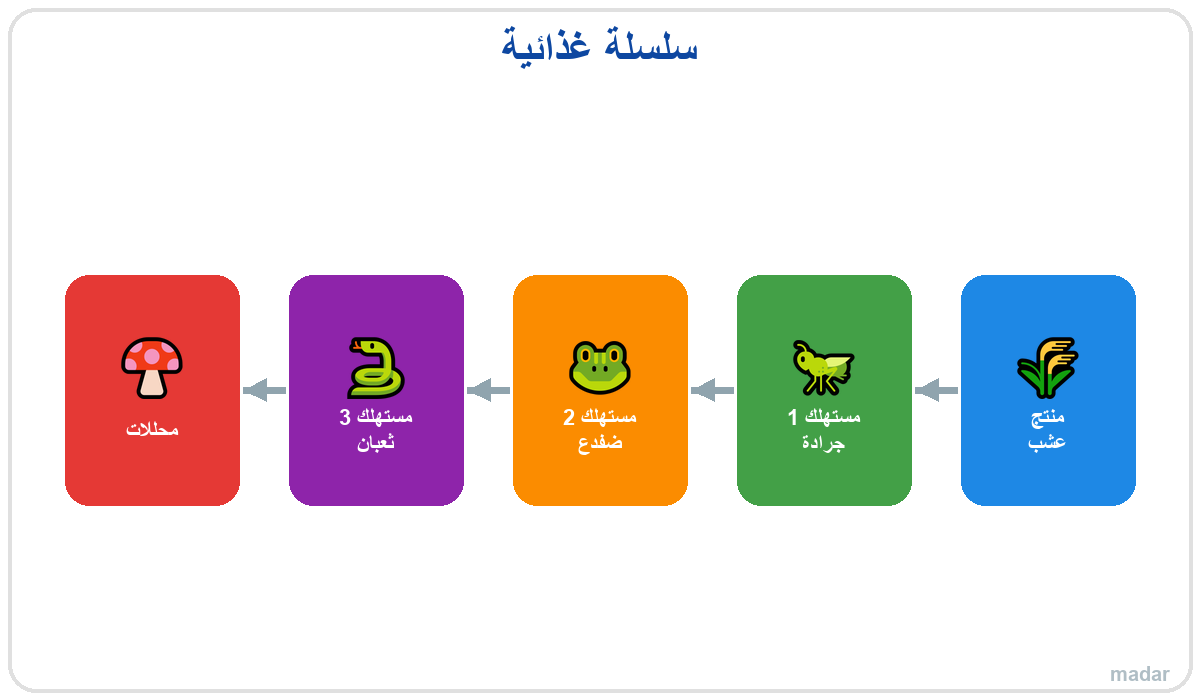 سلسلة غذائية
منتج
عشب
مستهلك 1
جرادة
مستهلك 2
ضفدع
مستهلك 3
ثعبان
محللات
madar